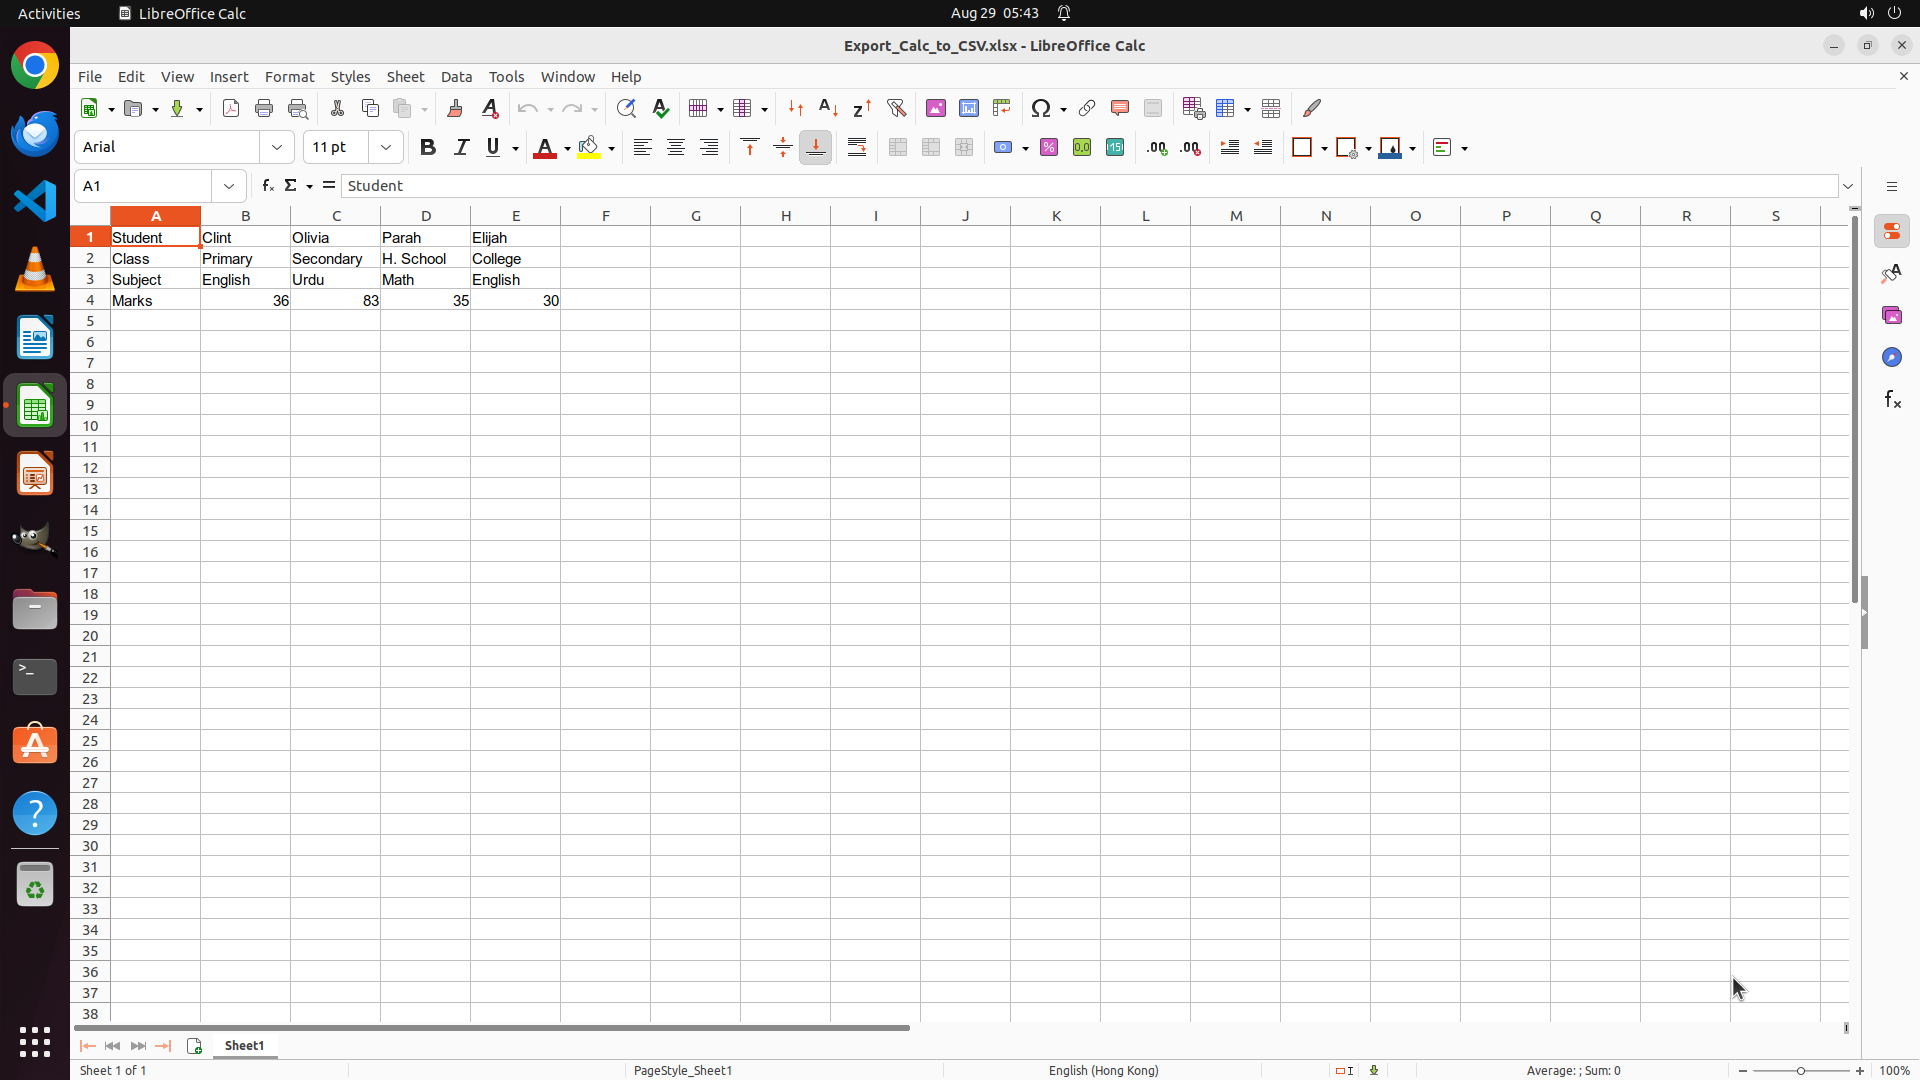 Activities
LibreOffice Calc
Aug 29 05:43
Export_Calc_to_CSV.xlsx - LibreOffice Calc
File Edit View Insert Format Styles Sheet Data Tools Window Help
Arial
11 pt
A1
Student
A B C D E F G H I J K L M N O P Q R S
1 Student Clint Olivia Parah Elijah
2 Class Primary Secondary H. School College
3 Subject English Urdu Math English
4 Marks 36 83 35 30
5
6
7
8
9
10
11
12
13
14
15
16
17
18
19
20
21
22
23
24
25
26
27
28
29
30
31
32
33
34
35
36
37
38
Sheet1
Sheet 1 of 1
PageStyle_Sheet1
English (Hong Kong)
Average: ; Sum: 0
100%